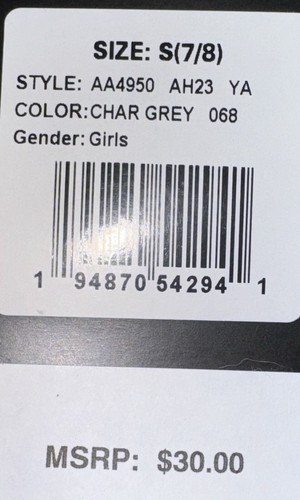 SIZE: S(7/8)
STYLE: AA4950 AH23 YA
COLOR:CHAR GREY 068
Gender: Girls
1 94870 54294 1
MSRP: $30.00